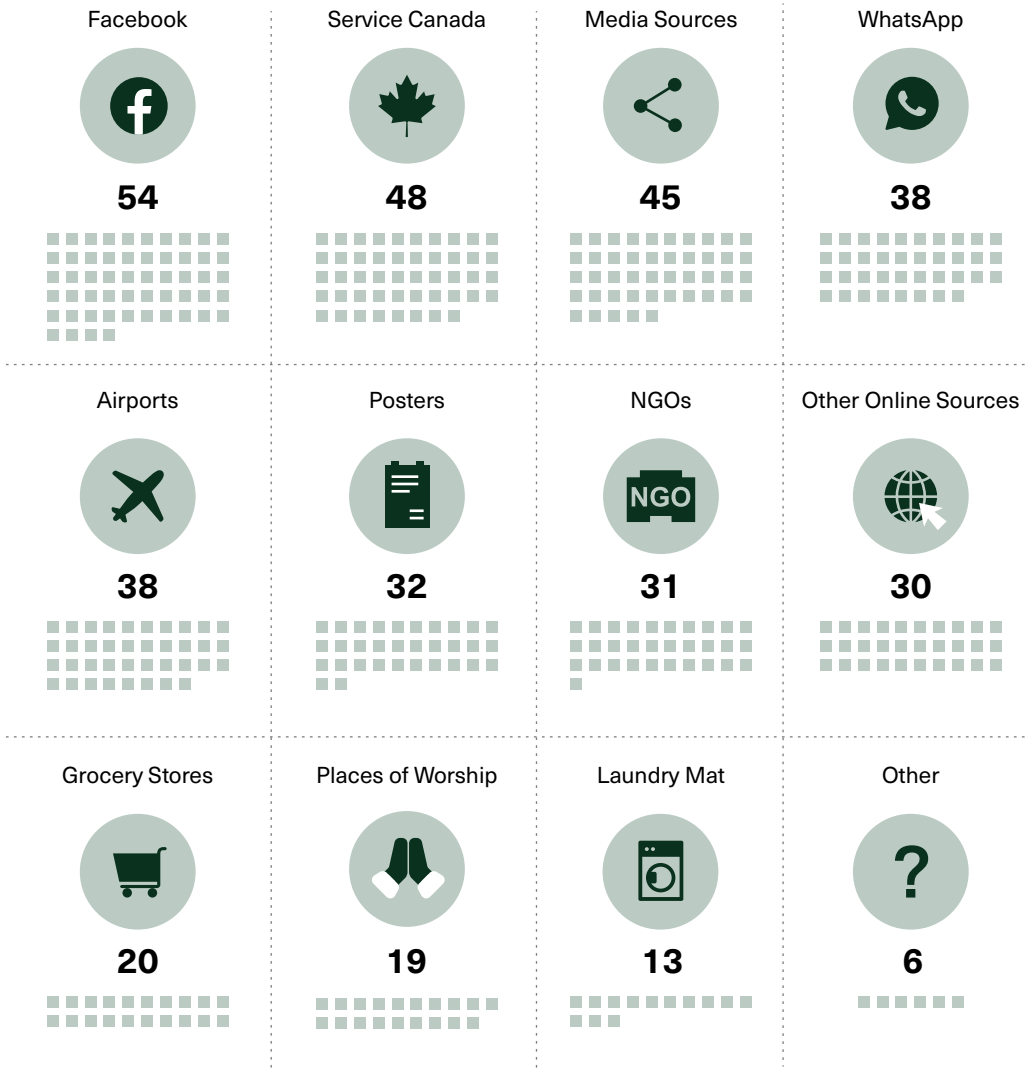 Facebook
Service Canada
Media Sources
WhatsApp
54
48
45
38
Airports
Posters
NGOs
Other Online Sources
NGO
38
32
31
30
Grocery Stores
Places of Worship
Laundry Mat
Other
?
20
19
13
6